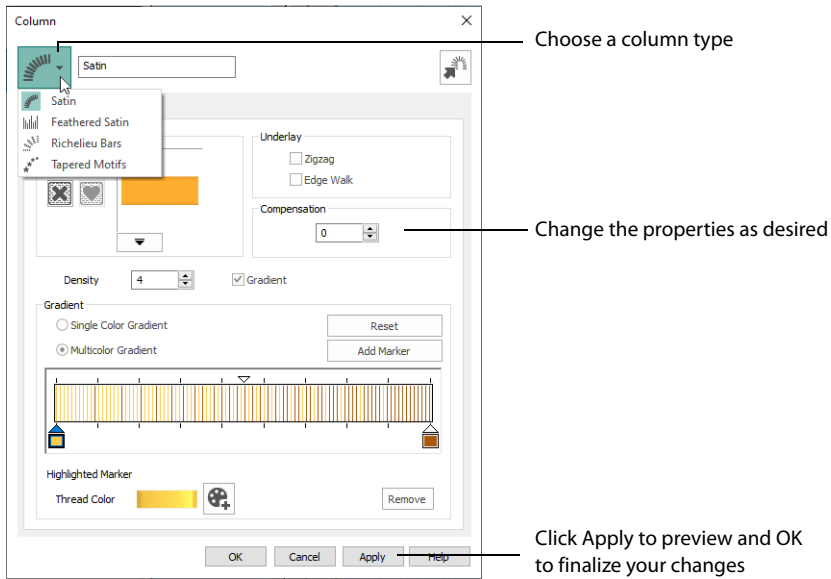 Column
Choose a column type
Satin
Satin
Feathered Satin
Richelieu Bars
Tapered Motifs
Underlay
Zigzag
Edge Walk
Compensation
0
Change the properties as desired
Density 4 Gradient
Gradient
Single Color Gradient Reset
Multicolor Gradient Add Marker
Highlighted Marker
Thread Color Remove
Click Apply to preview and OK
to finalize your changes
OK Cancel Apply Help